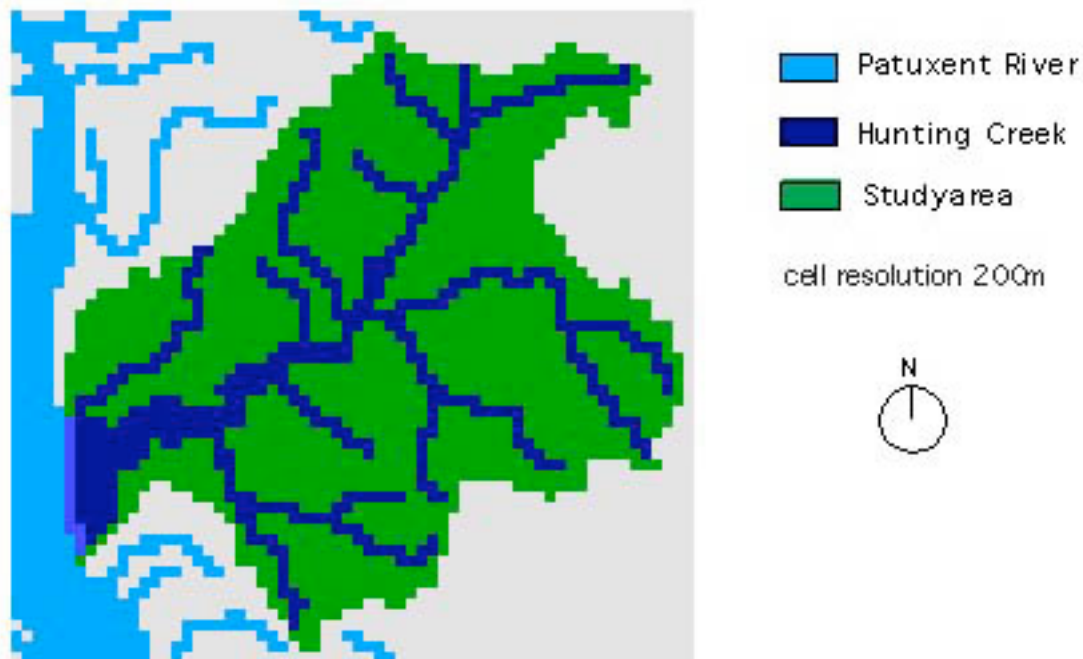 Patuxent River
Hunting Creek
Studyarea
cell resolution 200m
N